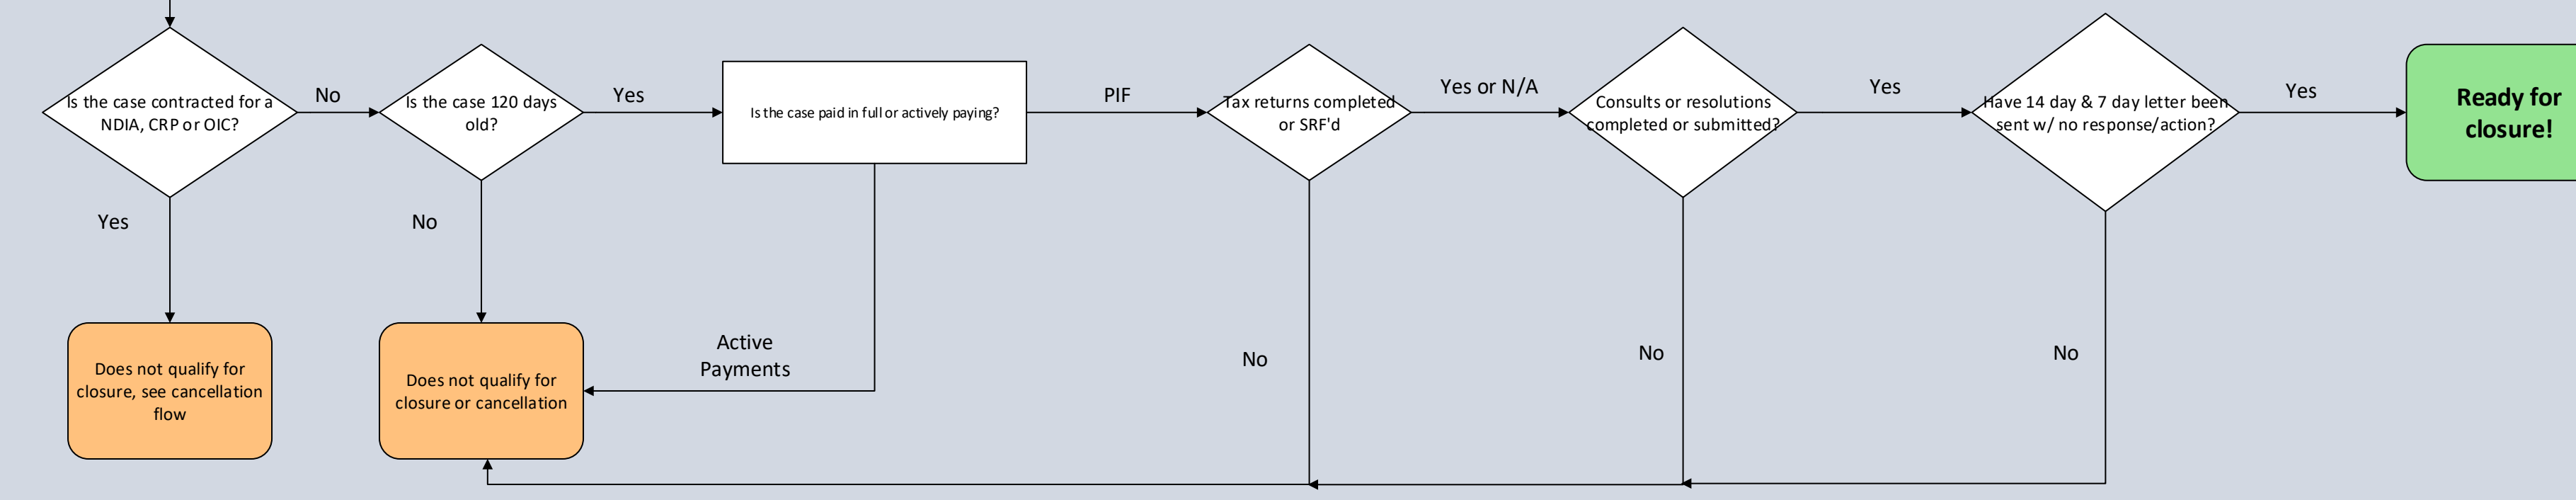 Is the case contracted for a
NDIA, CRP or OIC?
No
Is the case 120 days
old?
Yes
Is the case paid in full or actively paying?
PIF
Tax returns completed
or SRF'd
Yes or N/A
Consults or resolutions
completed or submitted?
Yes
Have 14 day & 7 day letter been
sent w/ no response/action?
Yes
Ready for
closure!
Yes
No
Active
Payments
No
No
No
Does not qualify for
closure, see cancellation
flow
Does not qualify for
closure or cancellation